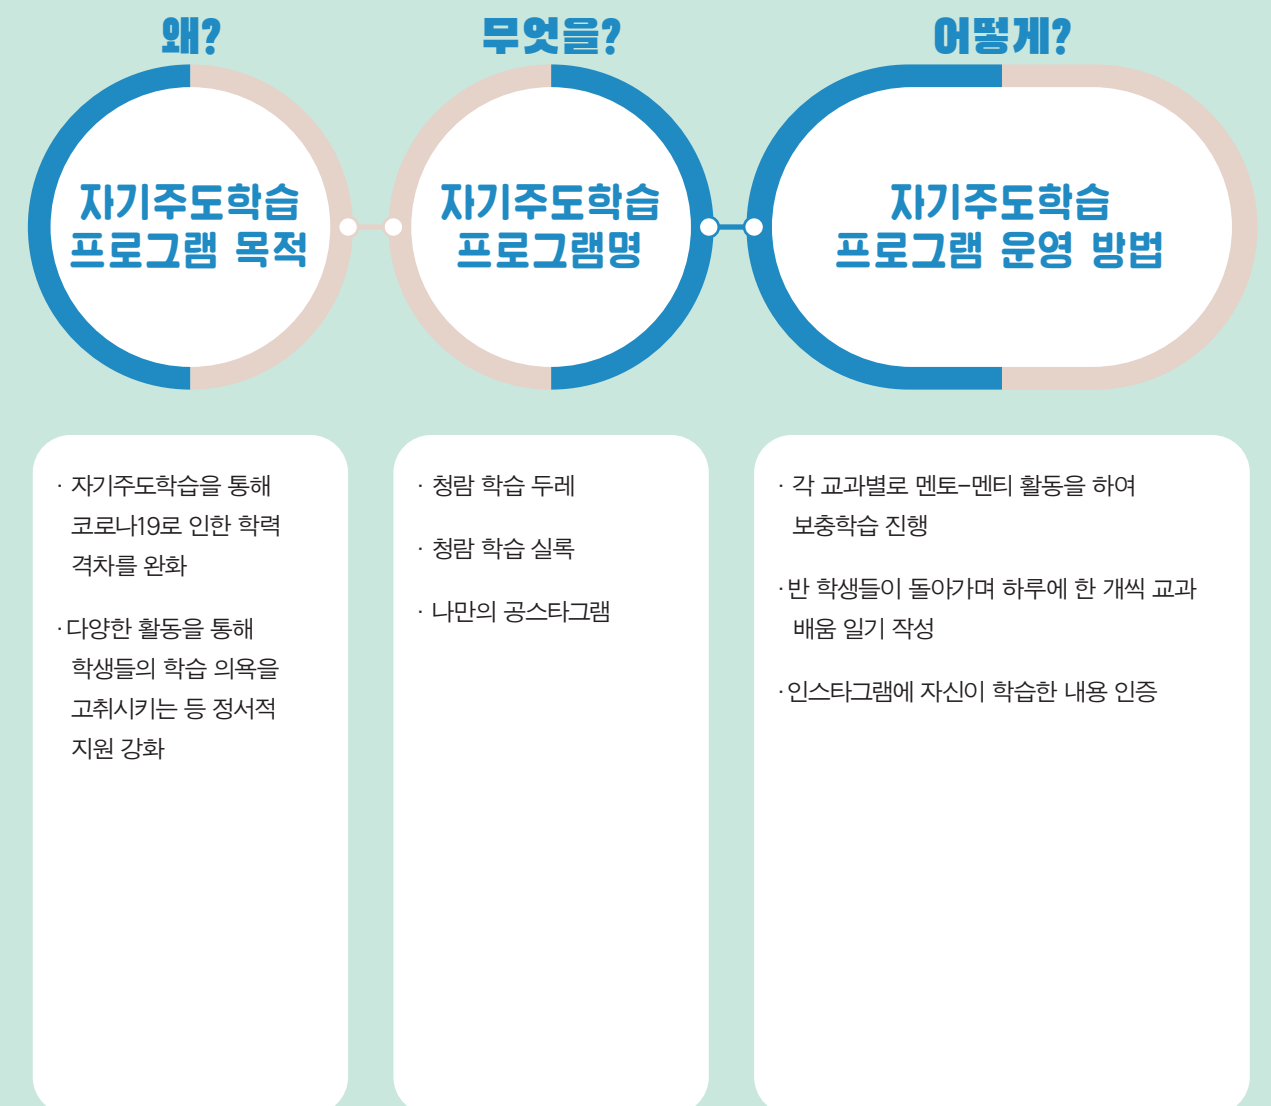 왜?
자기주도학습
프로그램 목적
· 자기주도학습을 통해
코로나19로 인한 학력
격차를 완화
· 다양한 활동을 통해
학생들의 학습 의욕을
고취시키는 등 정서적
지원 강화
무엇을?
자기주도학습
프로그램명
· 청람 학습 두레
· 청람 학습 실록
· 나만의 공스타그램
어떻게?
자기주도학습
프로그램 운영 방법
· 각 교과별로 멘토-멘티 활동을 하여
보충학습 진행
· 반 학생들이 돌아가며 하루에 한 개씩 교과
배움 일기 작성
· 인스타그램에 자신이 학습한 내용 인증